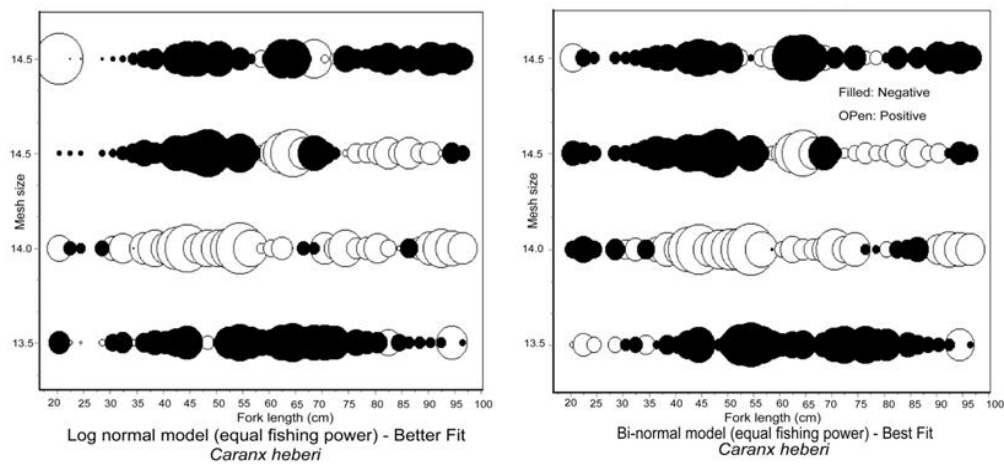 Mesh size
14.5
14.5
14.0
13.5
20 25 30 35 40 45 50 55 60 65 70 75 80 85 90 95 100
Fork length (cm)
Log normal model (equal fishing power) - Better Fit
Caranx heberi
Mesh size
14.5
14.5
14.0
13.5
Filled: Negative
OPen: Positive
20 25 30 35 40 45 50 55 60 65 70 75 80 85 90 95 100
Fork length (cm)
Bi-normal model (equal fishing power) - Best Fit
Caranx heberi